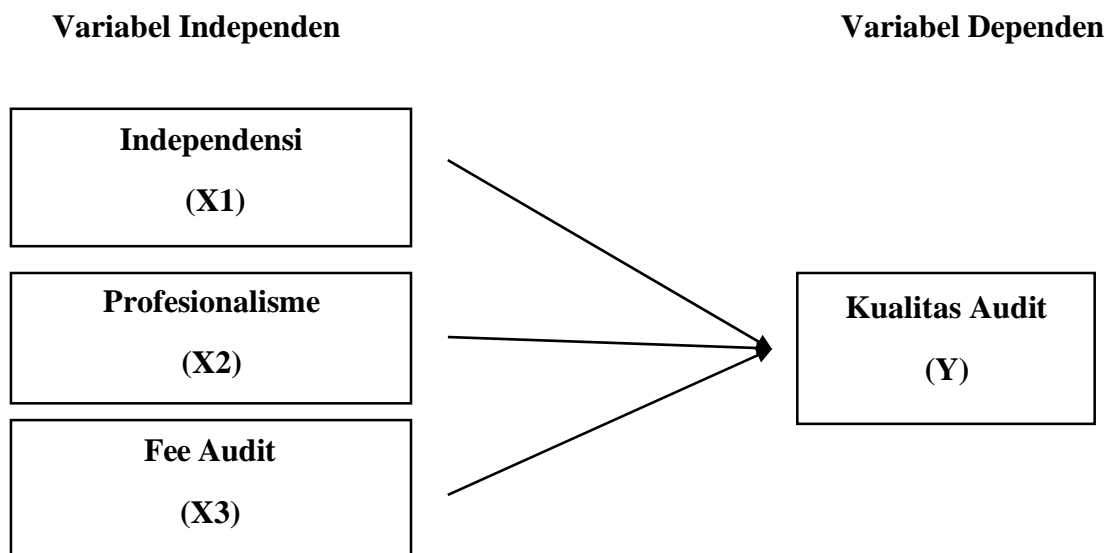 Variabel Independen
Variabel Dependen
Independensi
(X1)
Profesionalisme
(X2)
Fee Audit
(X3)
Kualitas Audit
(Y)